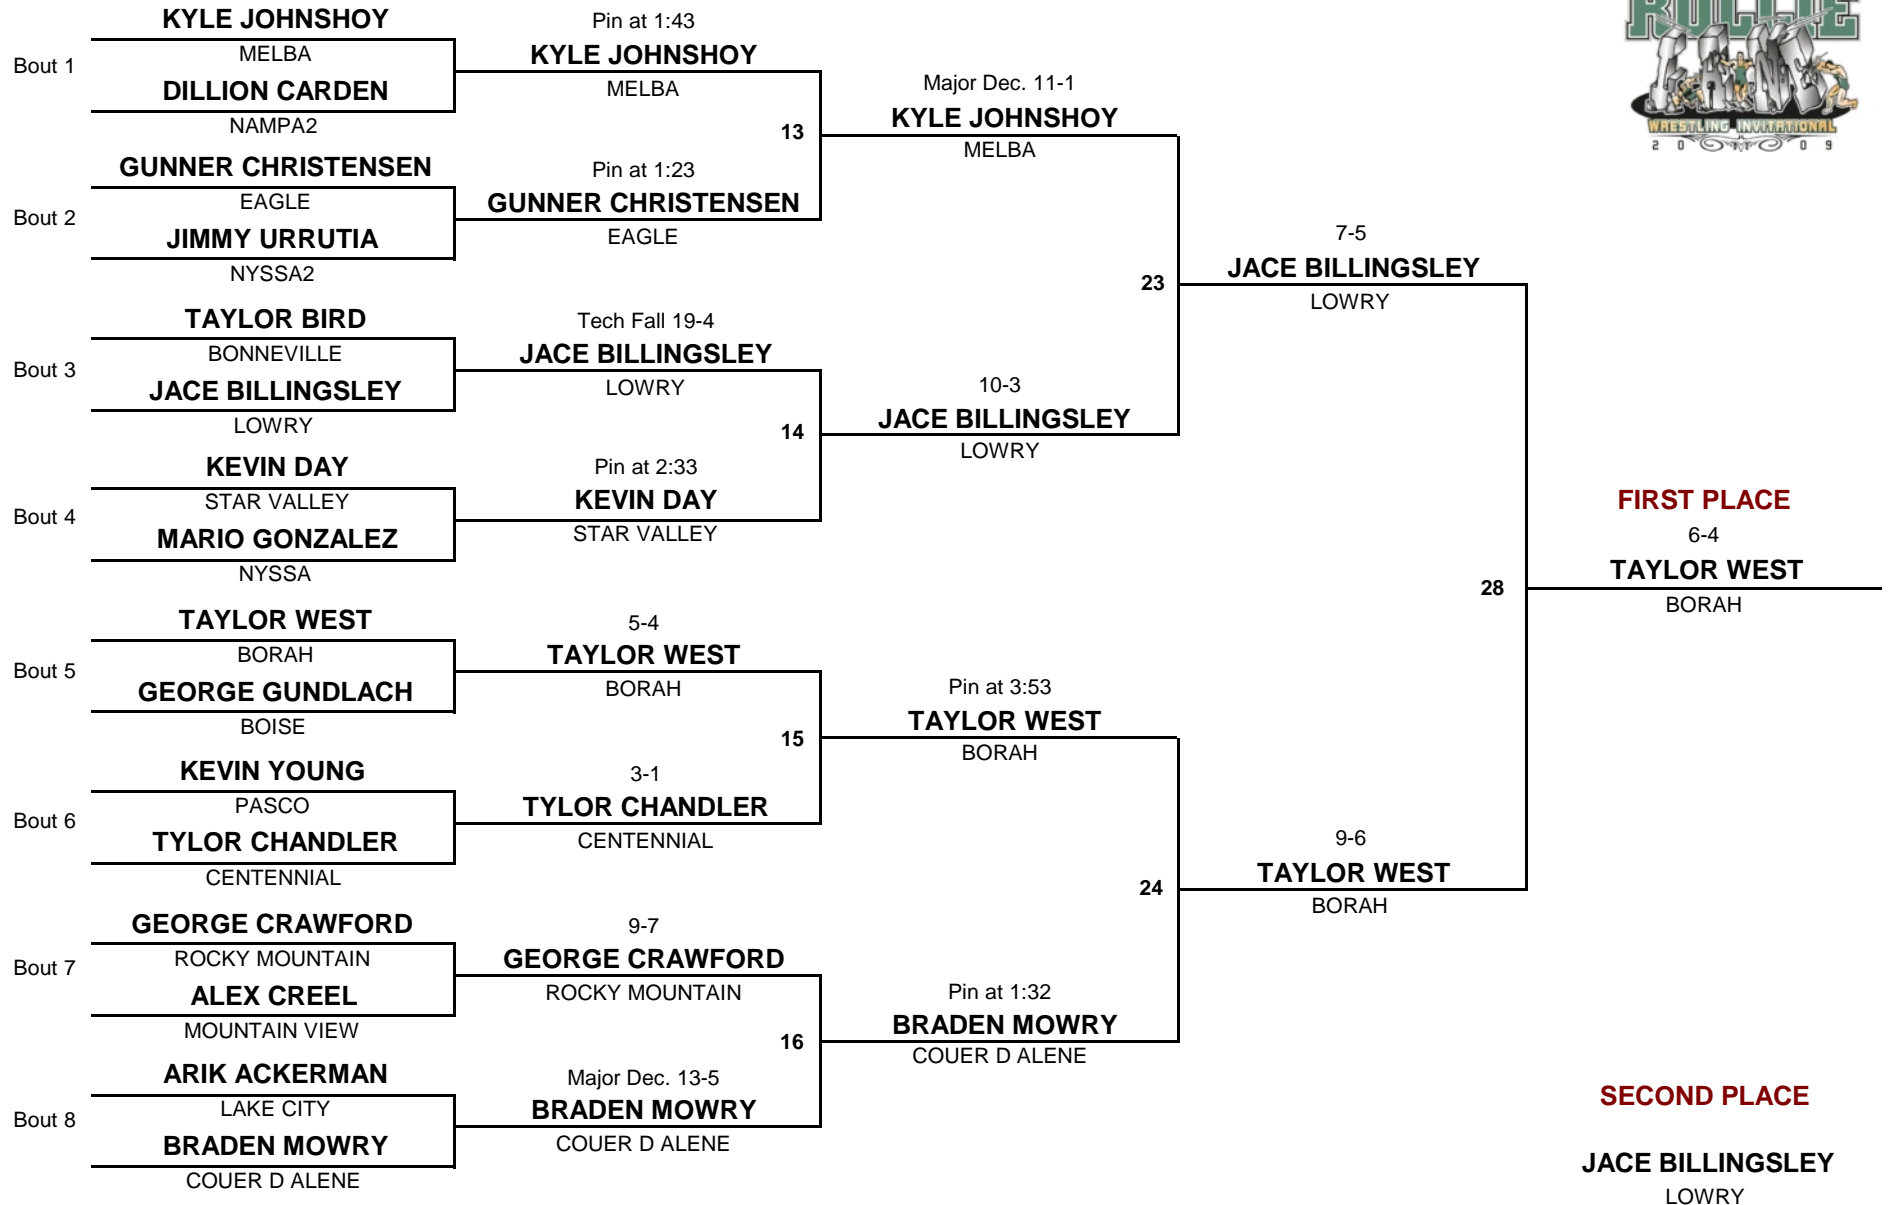 KYLE JOHNSHOY
MELBA
Bout 1
DILLION CARDEN
NAMPA2
GUNNER CHRISTENSEN
EAGLE
Bout 2
JIMMY URRUTIA
NYSSA2
TAYLOR BIRD
BONNEVILLE
Bout 3
JACE BILLINGSLEY
LOWRY
KEVIN DAY
STAR VALLEY
Bout 4
MARIO GONZALEZ
NYSSA
TAYLOR WEST
BORAH
Bout 5
GEORGE GUNDLACH
BOISE
KEVIN YOUNG
PASCO
Bout 6
TYLOR CHANDLER
CENTENNIAL
GEORGE CRAWFORD
ROCKY MOUNTAIN
Bout 7
ALEX CREEL
MOUNTAIN VIEW
ARIK ACKERMAN
LAKE CITY
Bout 8
BRADEN MOWRY
COUER D ALENE
Pin at 1:43
KYLE JOHNSHOY
MELBA
13
Pin at 1:23
GUNNER CHRISTENSEN
EAGLE
Tech Fall 19-4
JACE BILLINGSLEY
LOWRY
14
Pin at 2:33
KEVIN DAY
STAR VALLEY
5-4
TAYLOR WEST
BORAH
15
3-1
TYLOR CHANDLER
CENTENNIAL
9-7
GEORGE CRAWFORD
ROCKY MOUNTAIN
16
Major Dec. 13-5
BRADEN MOWRY
COUER D ALENE
Major Dec. 11-1
KYLE JOHNSHOY
MELBA
23
10-3
JACE BILLINGSLEY
LOWRY
Pin at 3:53
TAYLOR WEST
BORAH
24
Pin at 1:32
BRADEN MOWRY
COUER D ALENE
7-5
JACE BILLINGSLEY
LOWRY
28
9-6
TAYLOR WEST
BORAH
ROLLIE
LANE
WRESTLING INVITATIONAL
2009
FIRST PLACE
6-4
TAYLOR WEST
BORAH
SECOND PLACE
JACE BILLINGSLEY
LOWRY